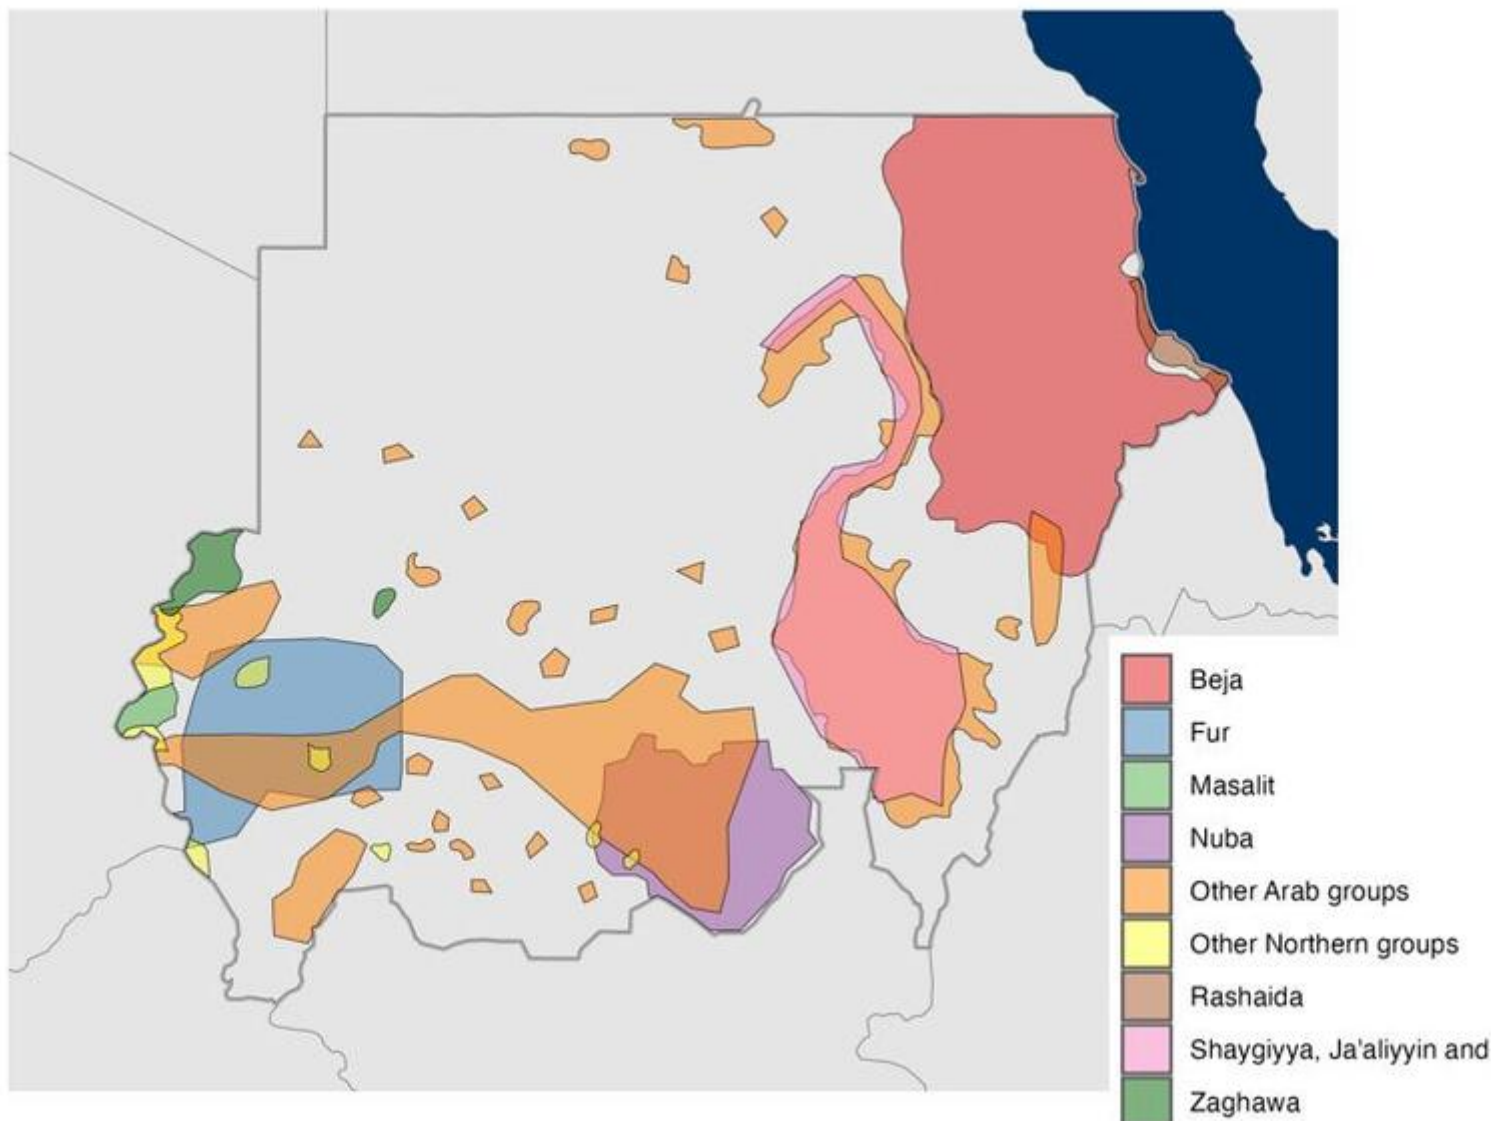 Beja
Fur
Masalit
Nuba
Other Arab groups
Other Northern groups
Rashaida
Shaygiyya, Ja'aliyyin and
Zaghawa